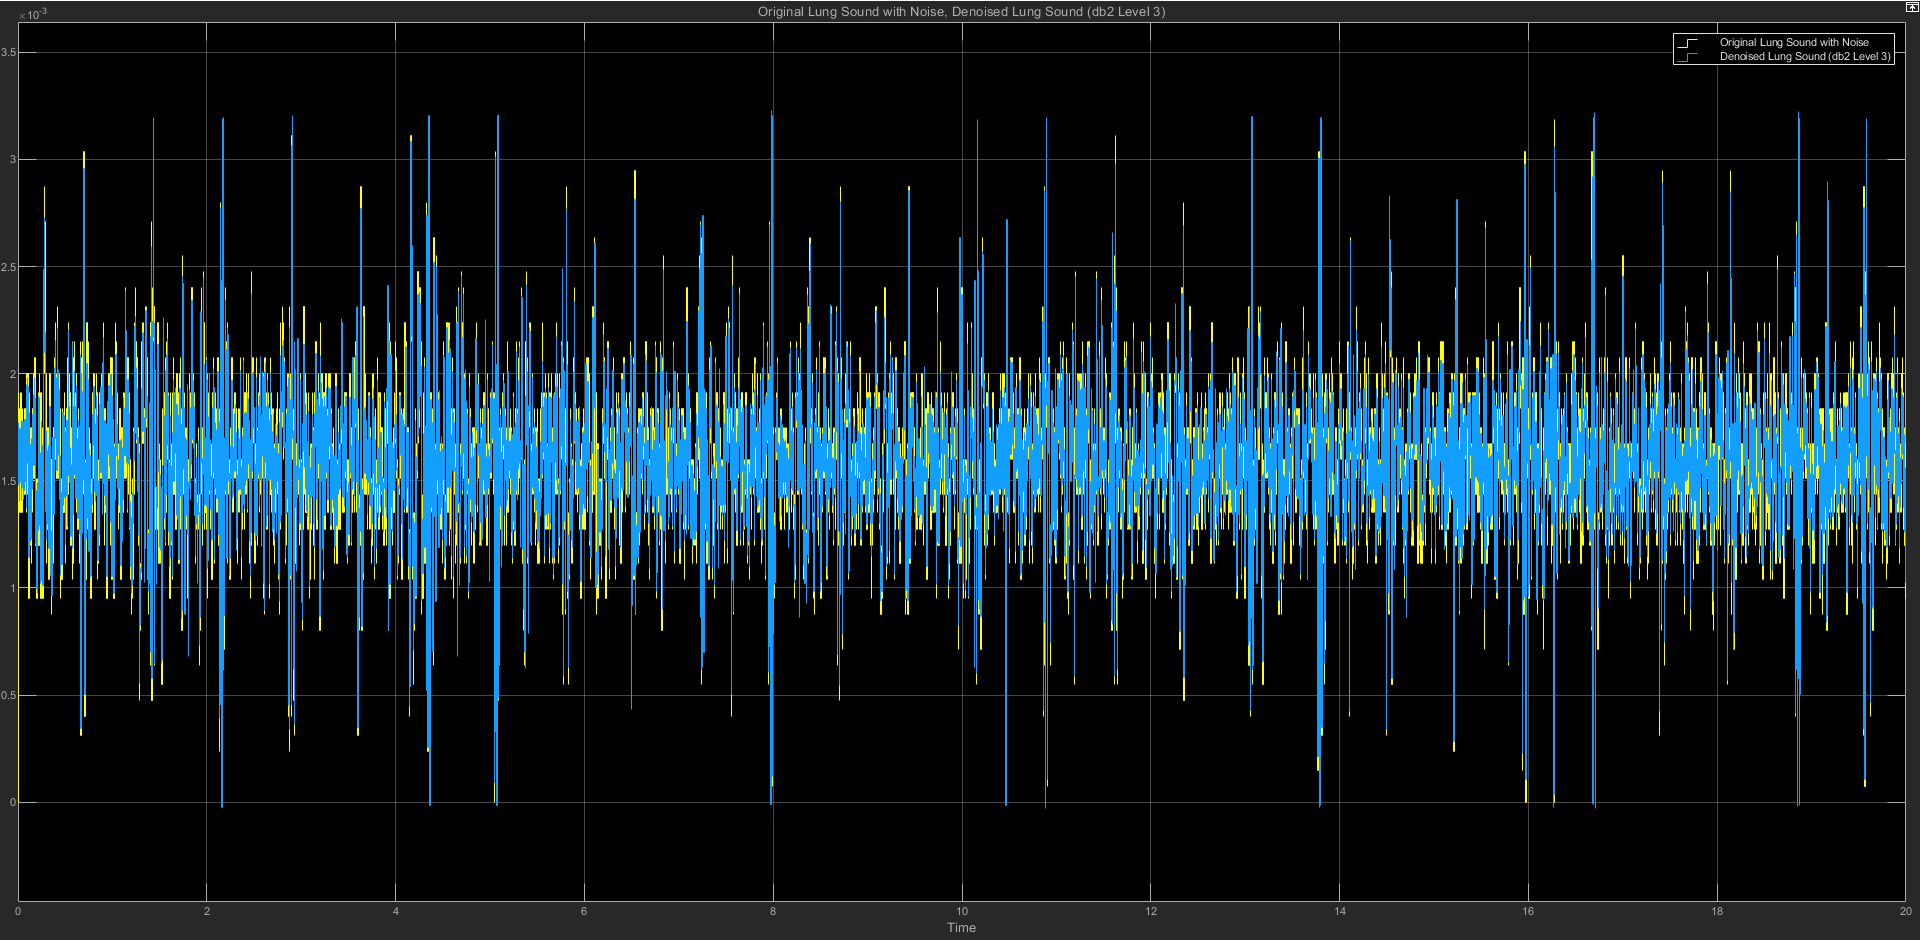 Original Lung Sound with Noise, Denoised Lung Sound (db2 Level 3)
×10⁻³
Original Lung Sound with Noise
Denoised Lung Sound (db2 Level 3)
3.5
3
2.5
2
1.5
1
0.5
0
0 2 4 6 8 10 12 14 16 18 20
Time